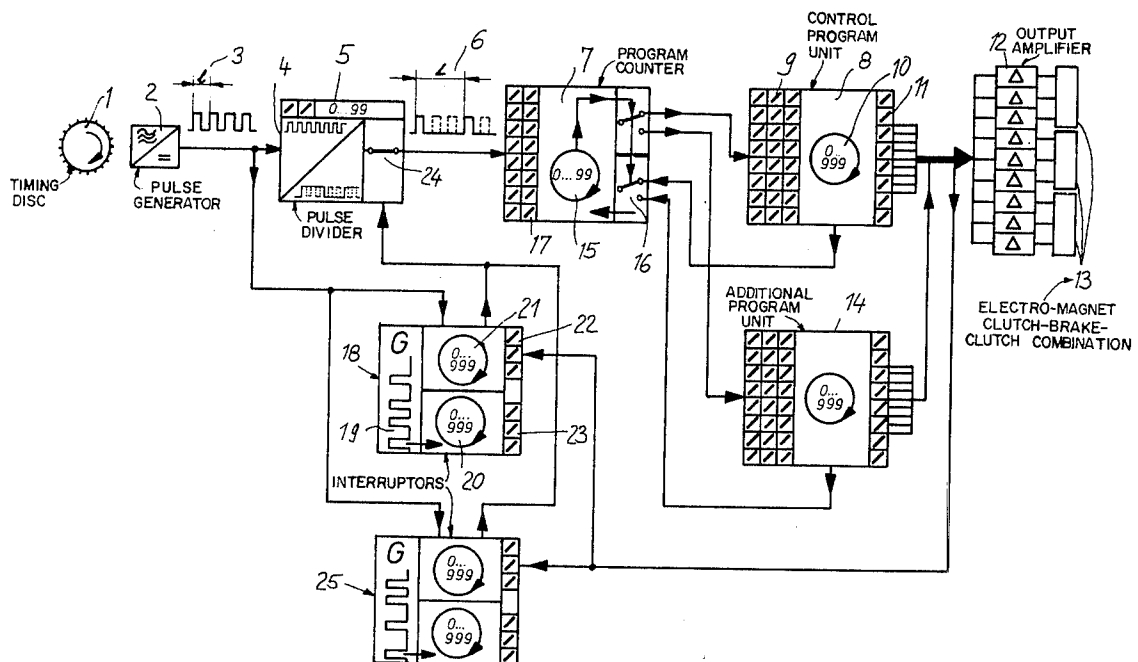 1
TIMING
DISC
2
PULSE
GENERATOR
3
l
4
5
0...99
PULSE
DIVIDER
24
6
L
7
PROGRAM
COUNTER
0...99
15
16
17
CONTROL
PROGRAM
UNIT
8
9
10
0...
999
11
12
OUTPUT
AMPLIFIER
13
ELECTRO-MAGNET
CLUTCH-BRAKE-
CLUTCH COMBINATION
ADDITIONAL
PROGRAM
UNIT
14
0...
999
18
G
19
21
0...
999
22
0...
999
20
23
INTERRUPTORS
25
G
0...
999
0...
999